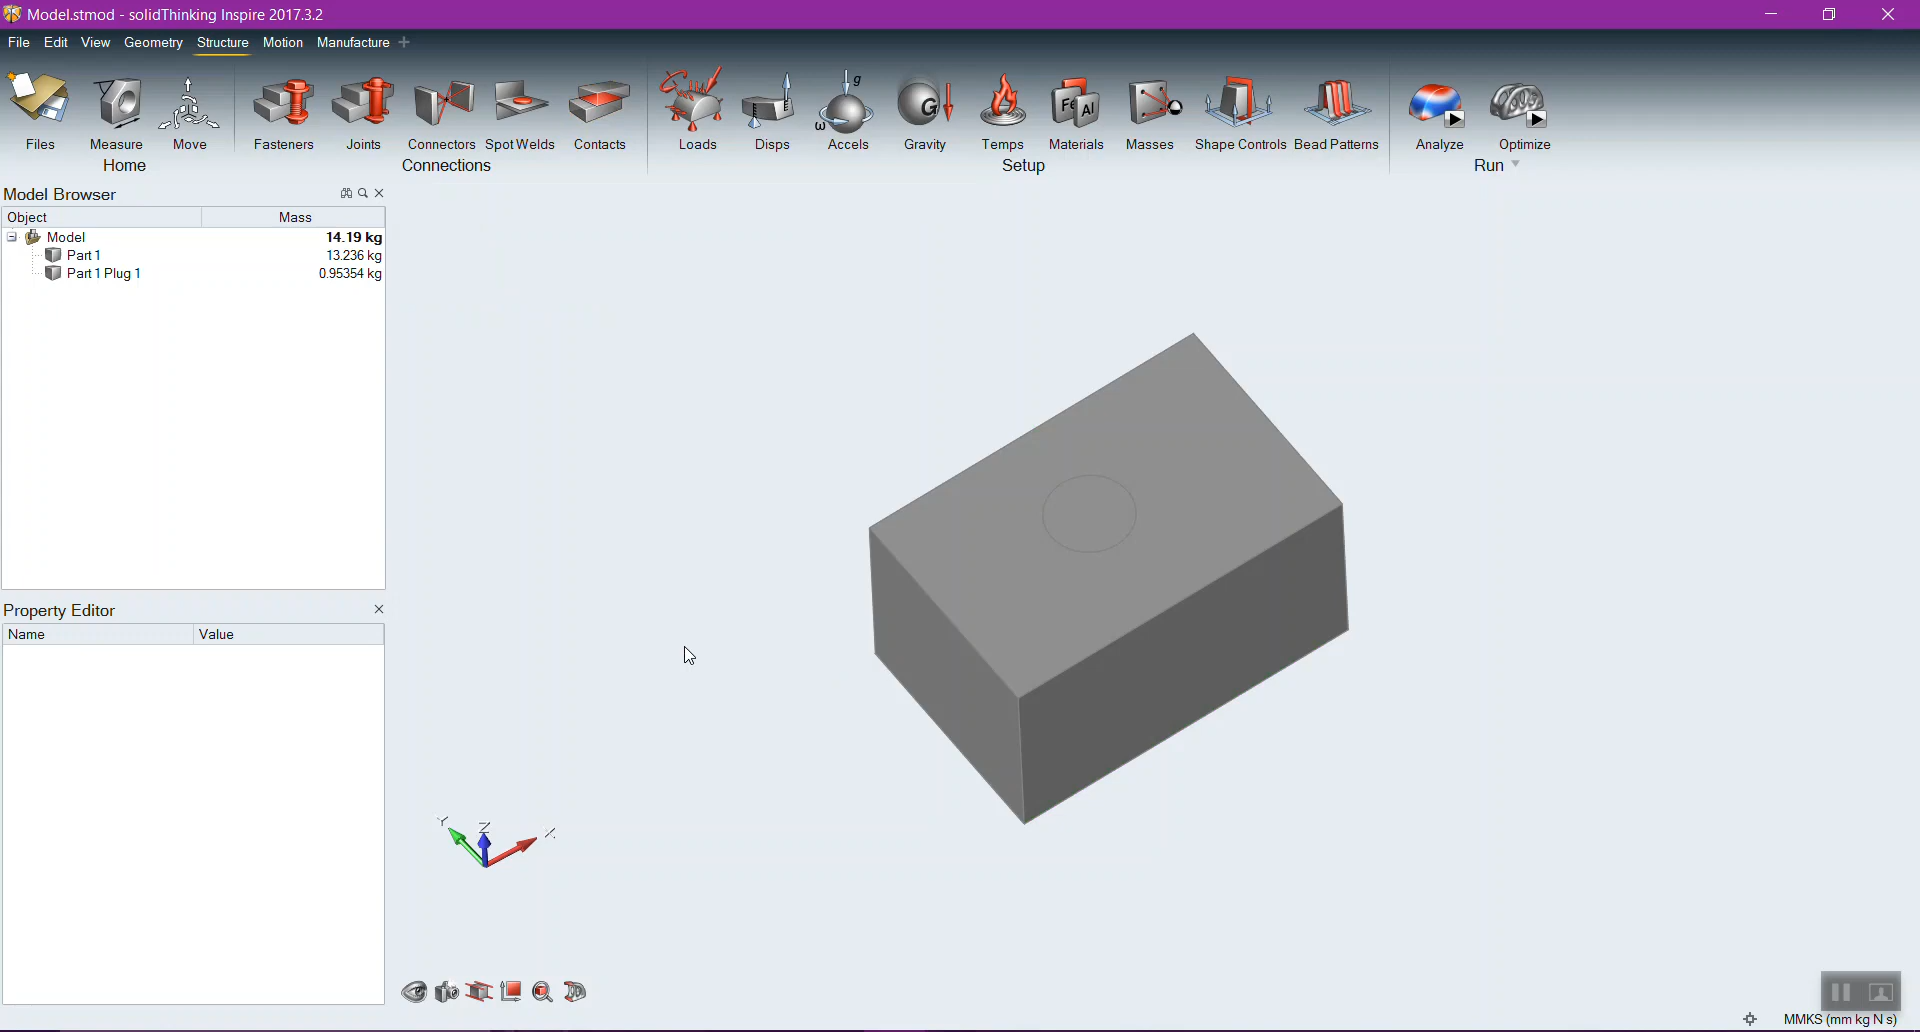 Model.stmod - solidThinking Inspire 2017.3.2
File Edit View Geometry Structure Motion Manufacture
g
ω
G
Fe
Al
Files Measure Move Fasteners Joints Connectors Spot Welds Contacts Loads Disps Accels Gravity Temps Materials Masses Shape Controls Bead Patterns Analyze Optimize
Home Connections Setup Run
Model Browser
Object Mass
Model 14.19 kg
Part 1 13.236 kg
Part 1 Plug 1 0.95354 kg
Property Editor
Name Value
Y Z X
MMKS (mm kg N s)